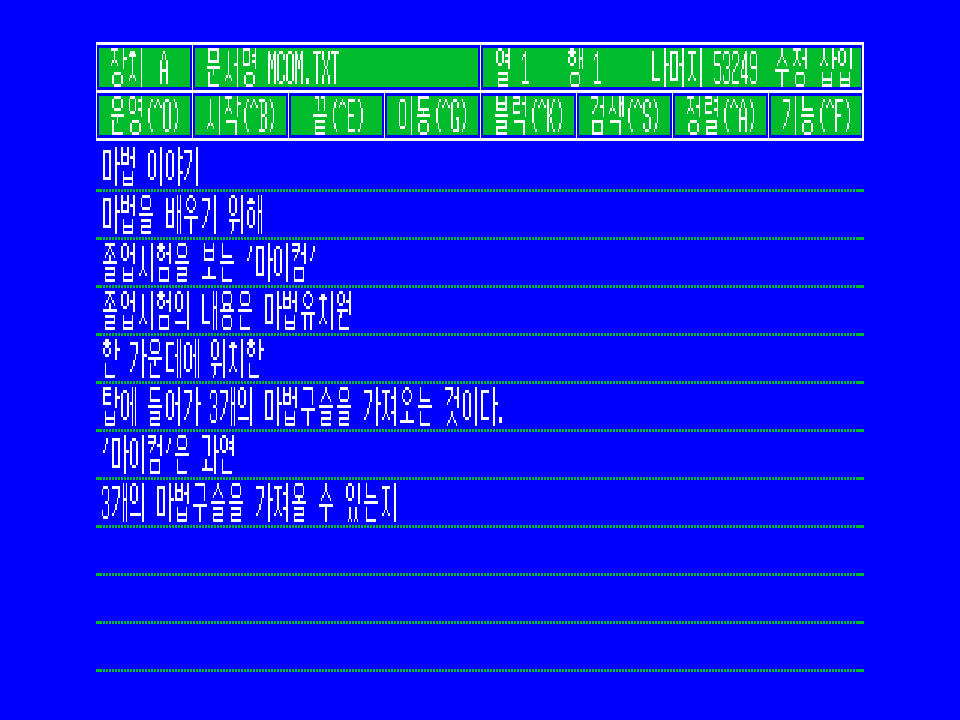 장치 A 문서명 MCOM.TXT 열 1 행 1 나머지 53249 수정 삽입
운영(^O) 시작(^B) 끝(^E) 이동(^G) 블럭(^K) 검색(^S) 정렬(^A) 기능(^F)
마법 이야기
마법을 배우기 위해
졸업시험을 보는 '마이컴'
졸업시험의 내용은 마법유치원
한 가운데에 위치한
탑에 들어가 3개의 마법구슬을 가져오는 것이다.
'마이컴'은 과연
3개의 마법구슬을 가져올 수 있는지